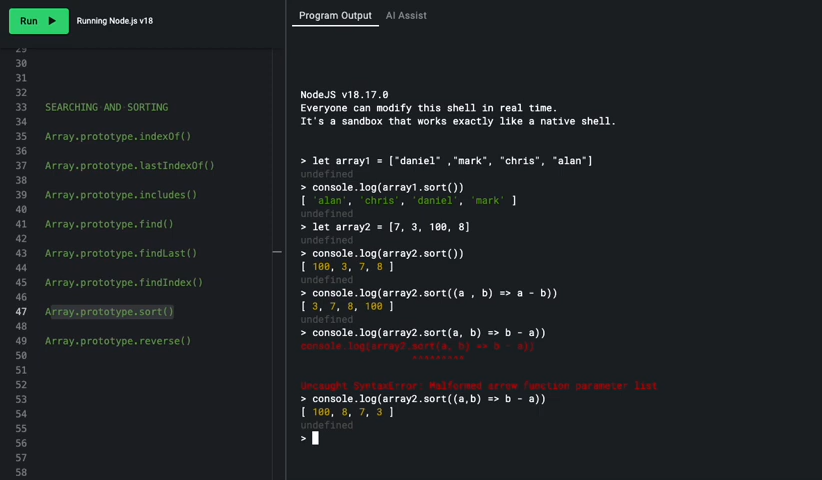 Run
Running Node.js v18
Program Output
AI Assist
29
30
31
32
33 SEARCHING AND SORTING
34
35 Array.prototype.indexOf()
36
37 Array.prototype.lastIndexOf()
38
39 Array.prototype.includes()
40
41 Array.prototype.find()
42
43 Array.prototype.findLast()
44
45 Array.prototype.findIndex()
46
47 Array.prototype.sort()
48
49 Array.prototype.reverse()
50
51
52
53
54
55
56
57
58
NodeJS v18.17.0
Everyone can modify this shell in real time.
It's a sandbox that works exactly like a native shell.
> let array1 = ["daniel" ,"mark", "chris", "alan"]
undefined
> console.log(array1.sort())
[ 'alan', 'chris', 'daniel', 'mark' ]
undefined
> let array2 = [7, 3, 100, 8]
undefined
> console.log(array2.sort())
[ 100, 3, 7, 8 ]
undefined
> console.log(array2.sort((a , b) => a - b))
[ 3, 7, 8, 100 ]
undefined
> console.log(array2.sort(a, b) => b - a))
console.log(array2.sort(a, b) => b - a))
^^^^^^^^^
Uncaught SyntaxError: Malformed arrow function parameter list
> console.log(array2.sort((a,b) => b - a))
[ 100, 8, 7, 3 ]
undefined
>